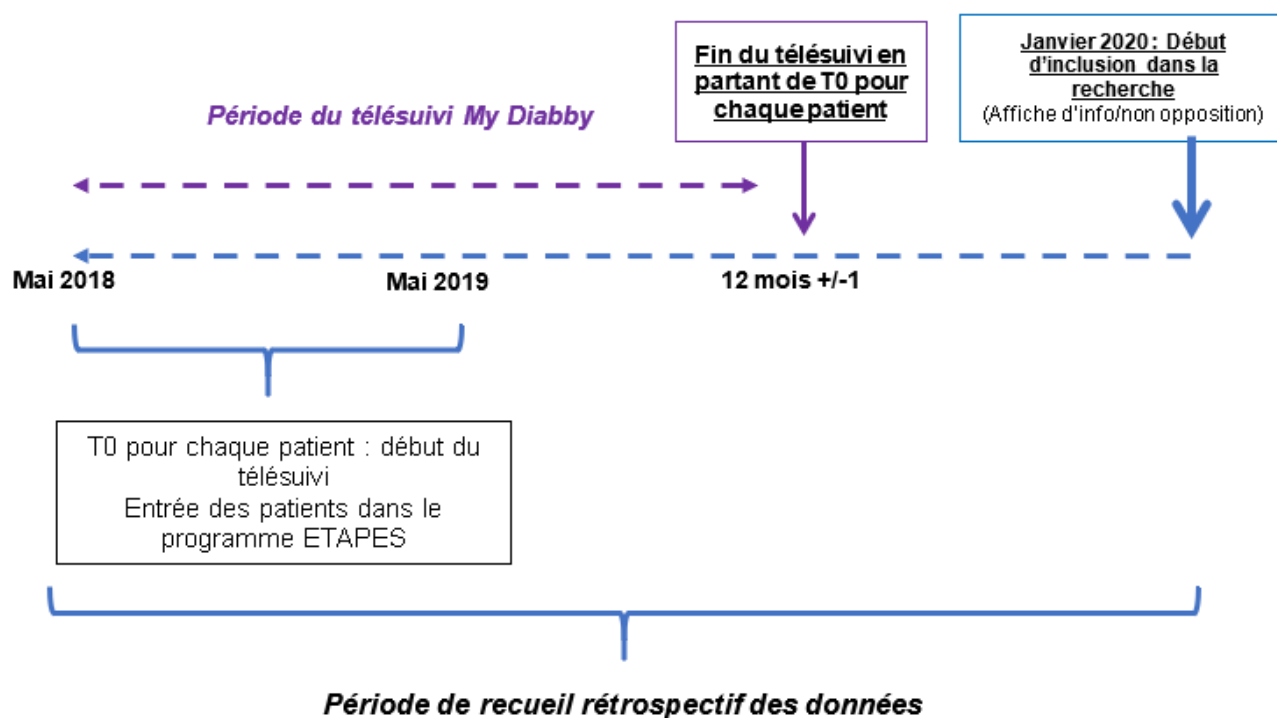 Période du télésuivi My Diabby
Fin du télésuivi en
partant de T0 pour
chaque patient
Janvier 2020 : Début
d'inclusion dans la
recherche
(Affiche d'info/non opposition)
Mai 2018
Mai 2019
12 mois +/-1
T0 pour chaque patient : début du
télésuivi
Entrée des patients dans le
programme ETAPES
Période de recueil rétrospectif des données